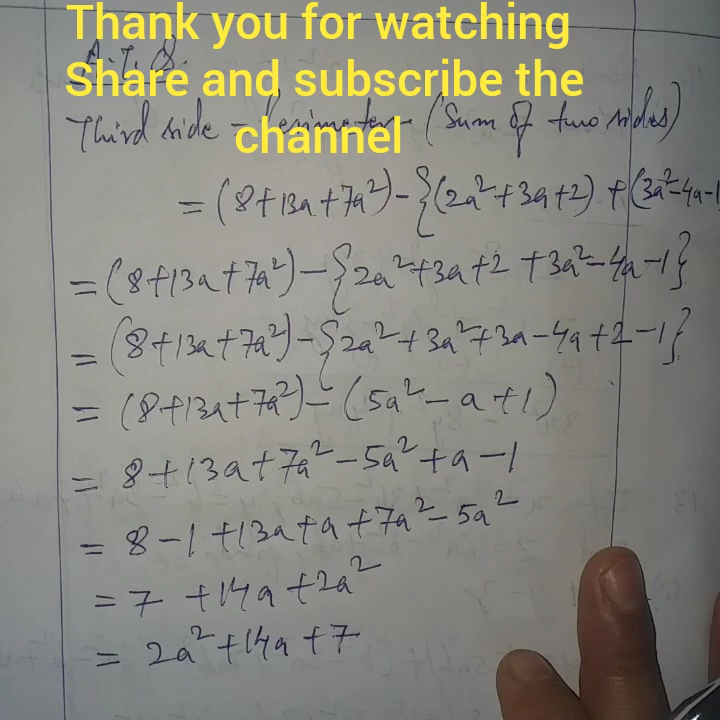 Thank you for watching
A.T.Q.
Share and subscribe the
Third side = Perimeter - (Sum of two sides)
channel
= (8+13a+7a²)-{(2a²+3a+2) + (3a²-4a-1
= (8+13a+7a²)-{2a²+3a+2 +3a²-4a-1}
= (8+13a+7a²)-{2a²+3a²+3a-4a+2-1}
= (8+13a+7a²)-(5a²-a+1)
= 8+13a+7a²-5a²+a-1
= 8-1+13a+a+7a²-5a²
= 7 +14a+2a²
= 2a²+14a+7